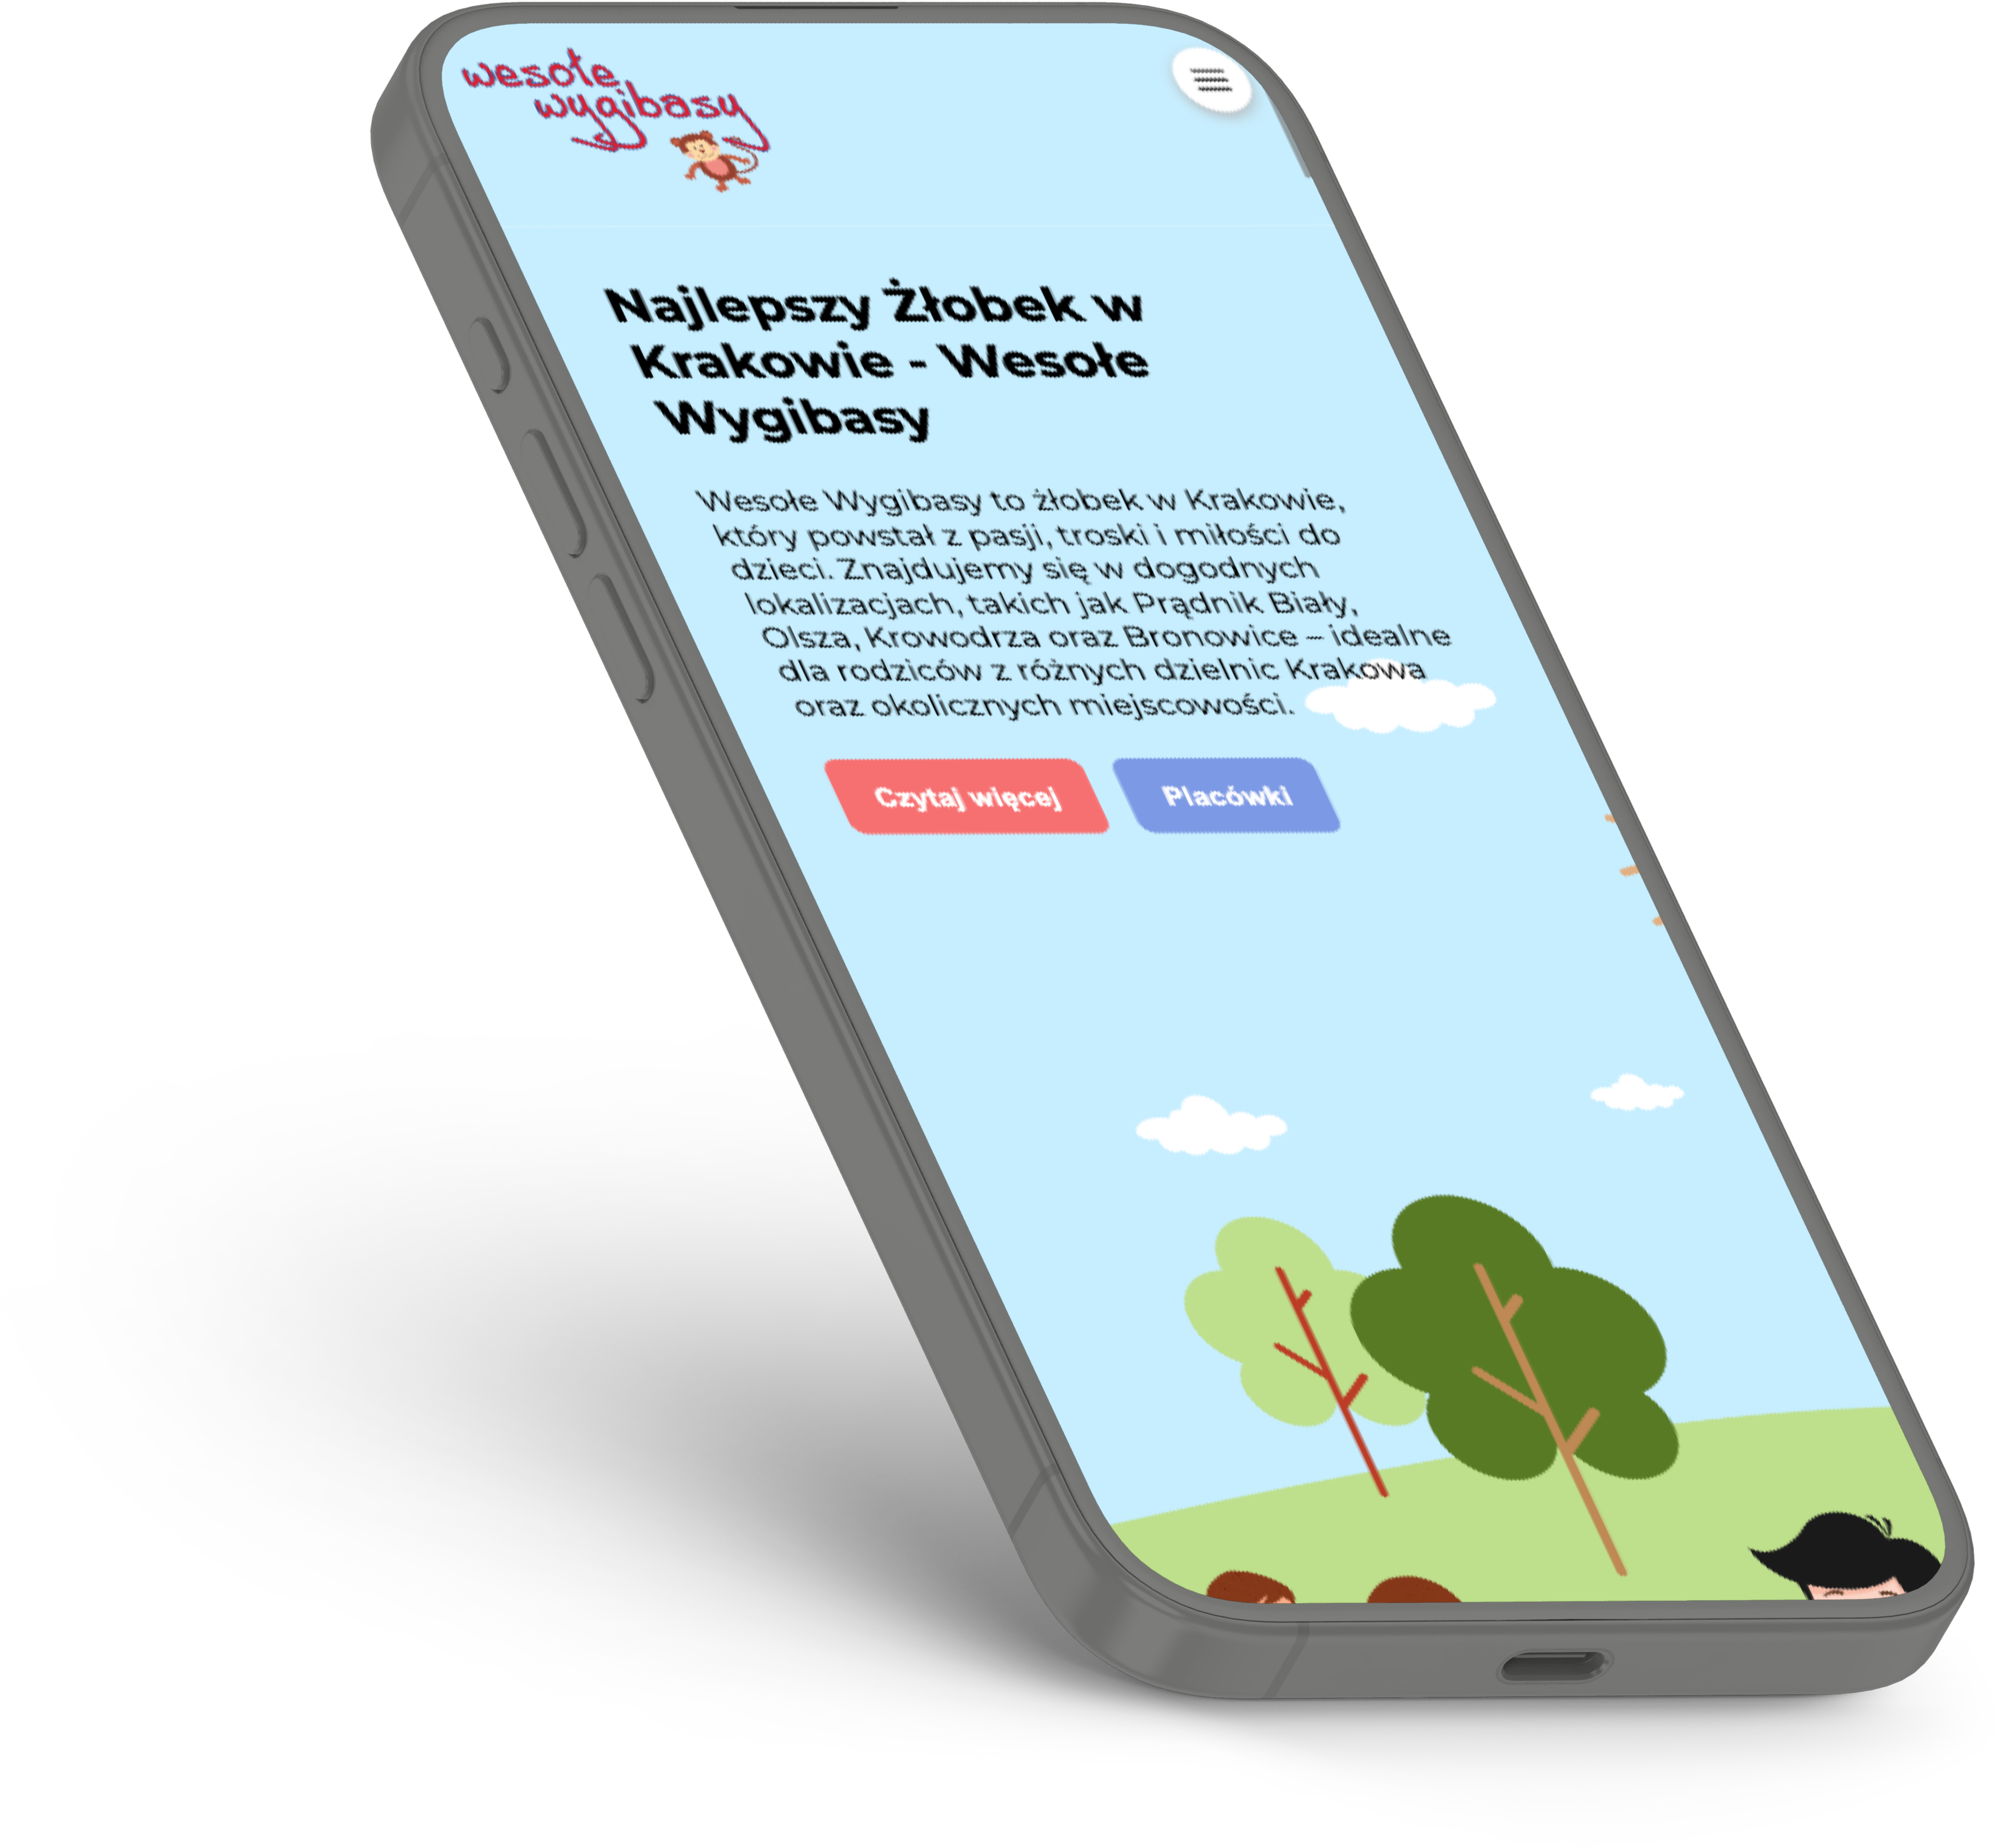 wesołe
wygibasy
Najlepszy Żłobek w
Krakowie - Wesołe
Wygibasy
Wesołe Wygibasy to żłobek w Krakowie,
który powstał z pasji, troski i miłości do
dzieci. Znajdujemy się w dogodnych
lokalizacjach, takich jak Prądnik Biały,
Olsza, Krowodrza oraz Bronowice – idealne
dla rodziców z różnych dzielnic Krakowa
oraz okolicznych miejscowości.
Czytaj więcej Placówki